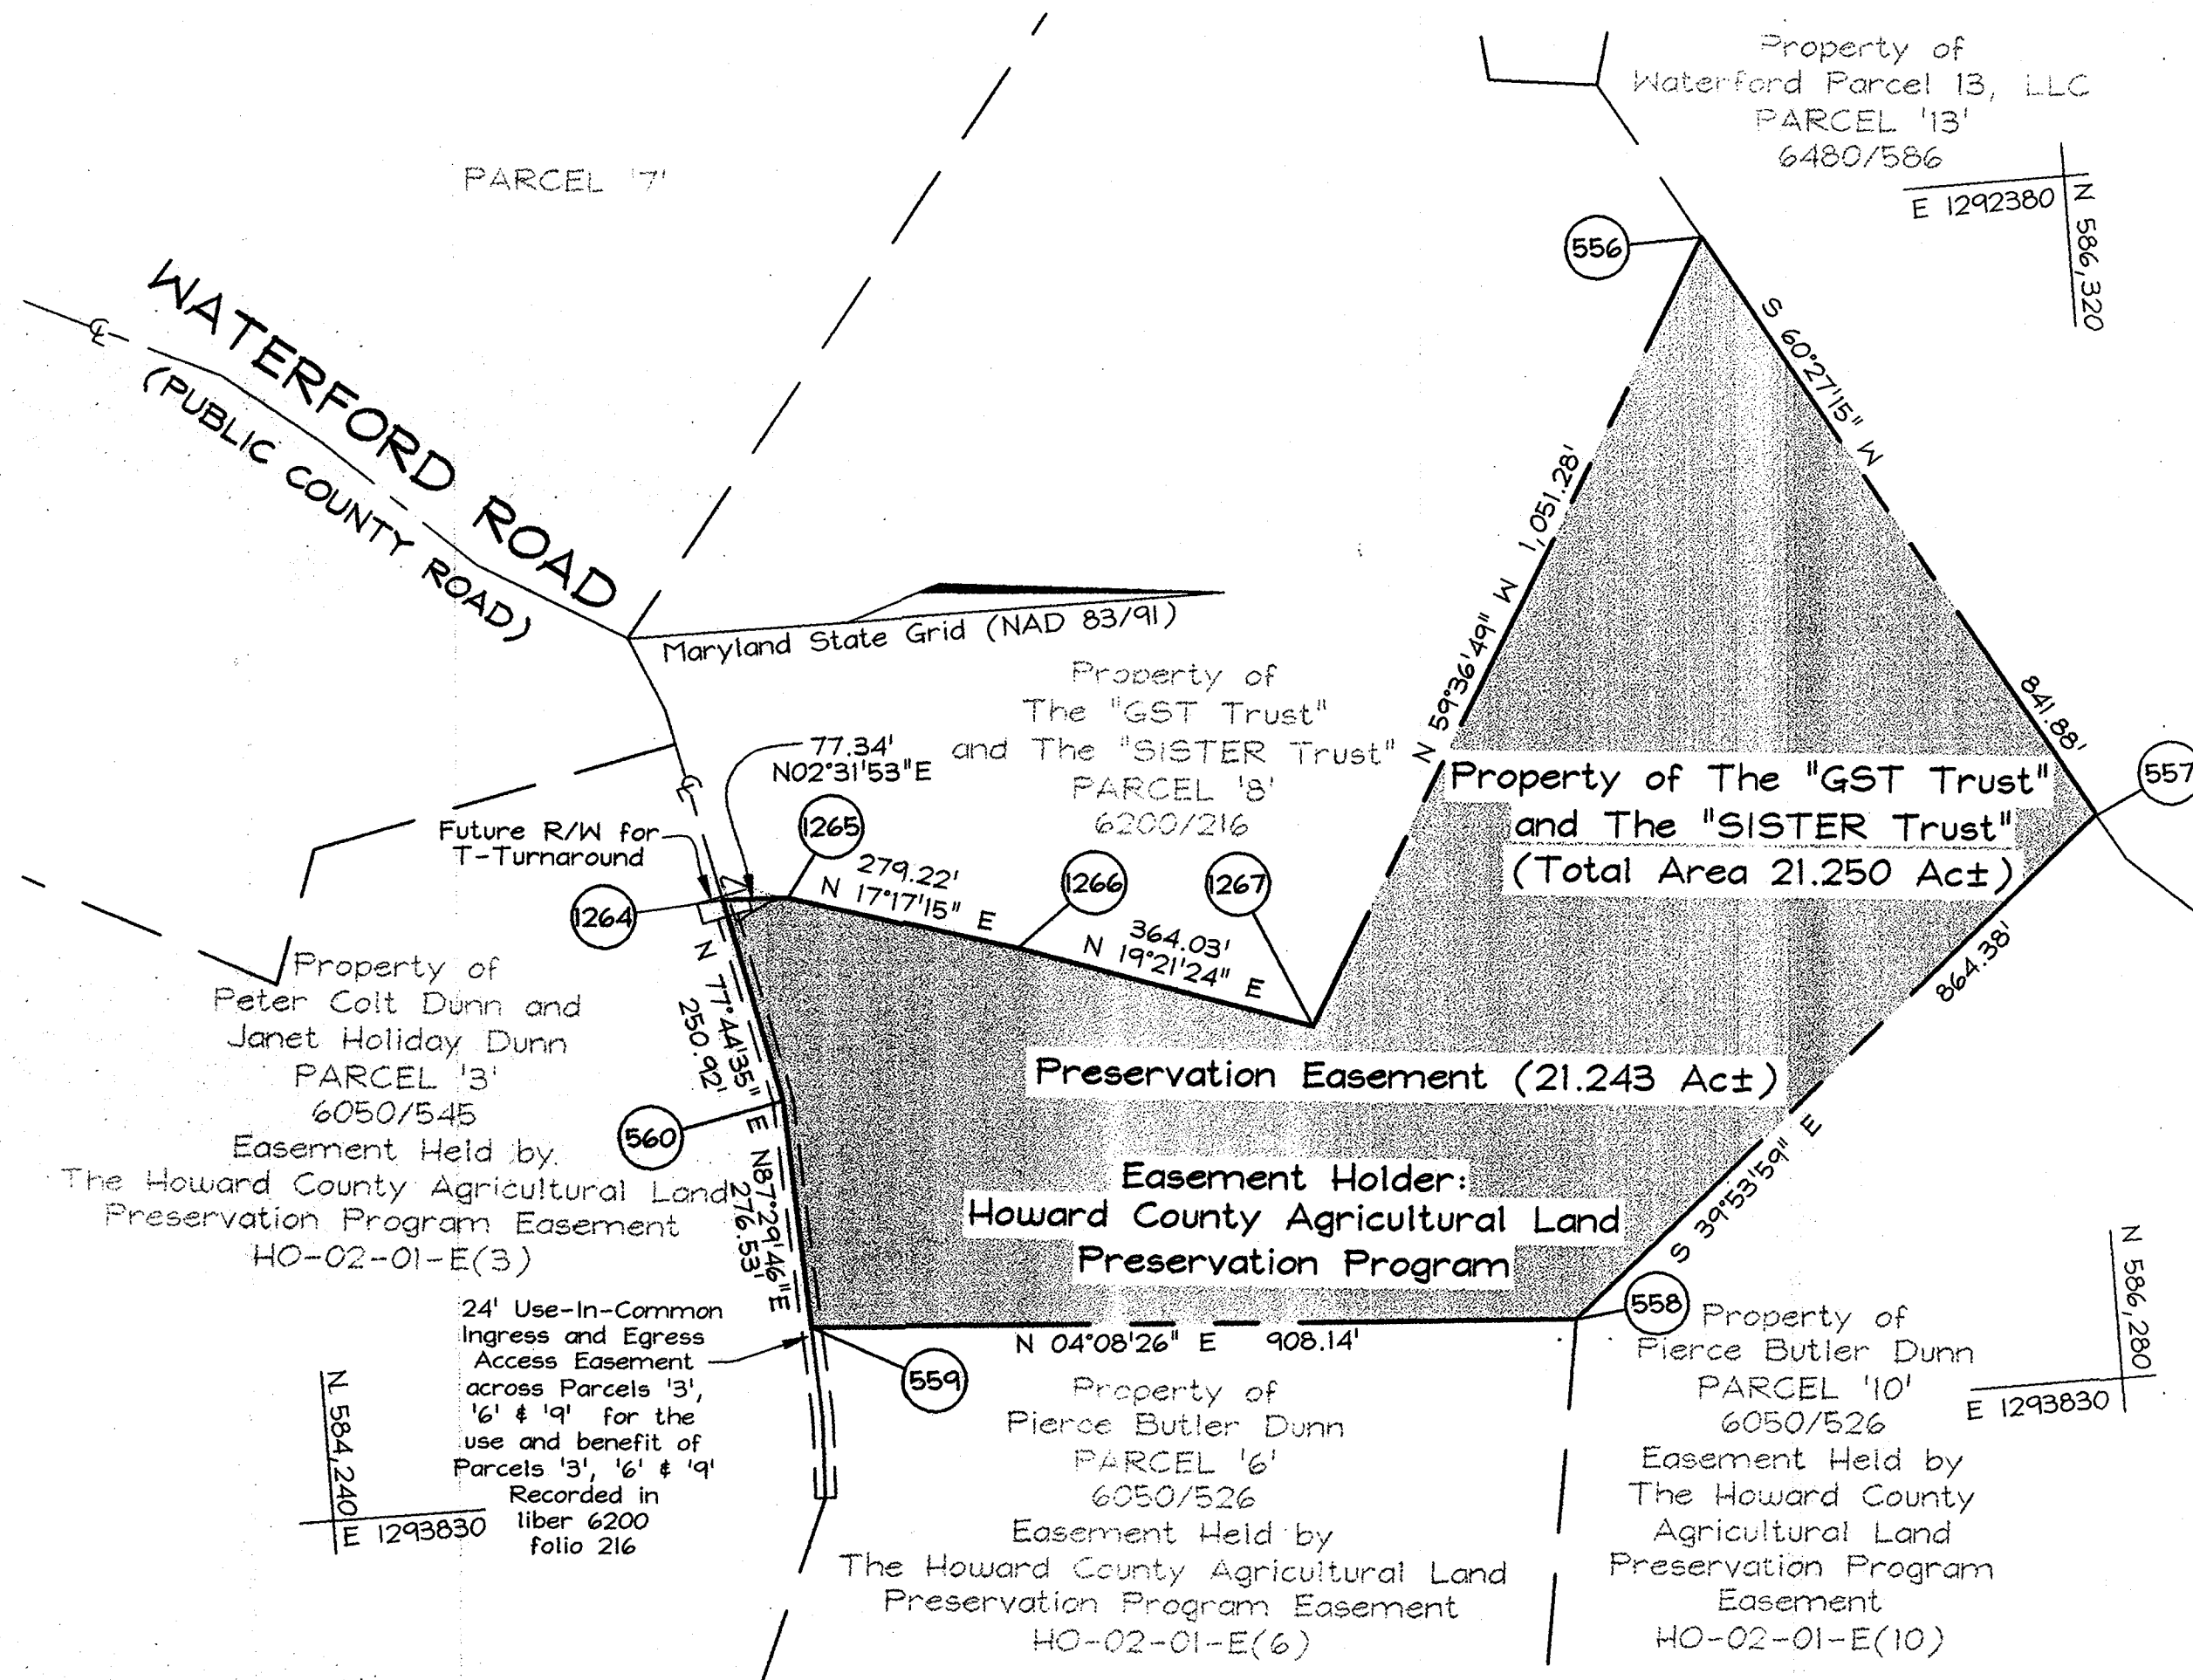 Property of
Waterford Parcel 13, LLC
PARCEL '13'
6480/586
E 1292380
N 586,320
PARCEL '7'
556
WATERFORD ROAD
(PUBLIC COUNTY ROAD)
S 60°27'15" W
841.88'
N 59°36'49" W 1,051.28'
Maryland State Grid (NAD 83/91)
Property of
The "GST Trust"
and The "SISTER Trust"
PARCEL '8'
6200/216
77.34'
N02°31'53"E
557
Property of The "GST Trust"
and The "SISTER Trust"
(Total Area 21.250 Ac±)
Future R/W for
T-Turnaround
1265
279.22'
N 17°17'15" E
1266
1267
364.03'
N 19°21'24" E
1264
864.38'
S 39°53'59" E
Property of
Peter Colt Dunn and
Janet Holiday Dunn
PARCEL '3'
6050/545
Easement Held by
The Howard County Agricultural Land
Preservation Program Easement
HO-02-01-E(3)
N 77°44'35" E
250.92'
560
N87°29'46"E
276.53'
Preservation Easement (21.243 Ac±)
Easement Holder:
Howard County Agricultural Land
Preservation Program
558
N 04°08'26" E 908.14'
559
24' Use-In-Common
Ingress and Egress
Access Easement
across Parcels '3',
'6' & '9' for the
use and benefit of
Parcels '3', '6' & '9'
Recorded in
liber 6200
folio 216
N 584,240
E 1293830
Property of
Pierce Butler Dunn
PARCEL '6'
6050/526
Easement Held by
The Howard County Agricultural Land
Preservation Program Easement
HO-02-01-E(6)
Property of
Pierce Butler Dunn
PARCEL '10'
6050/526
Easement Held by
The Howard County
Agricultural Land
Preservation Program
Easement
HO-02-01-E(10)
N 586,280
E 1293830